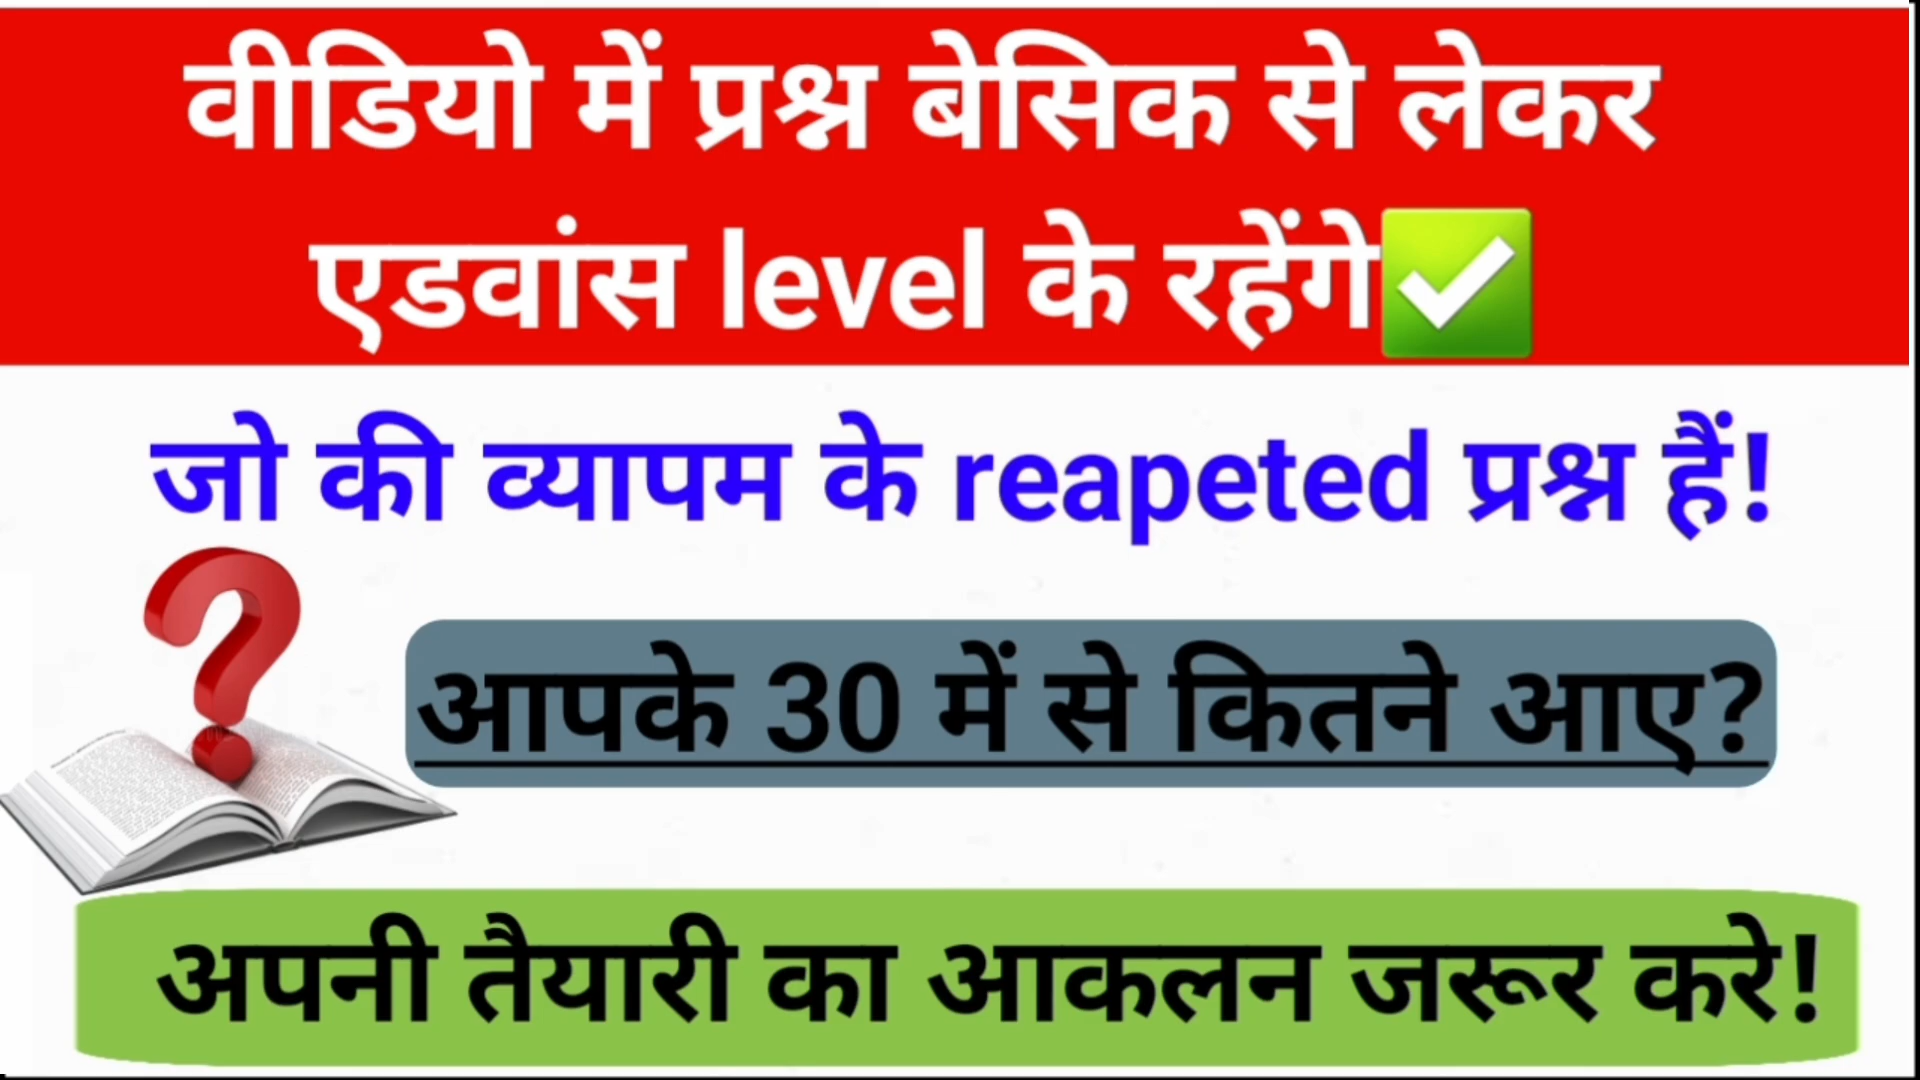 वीडियो में प्रश्न बेसिक से लेकर
एडवांस level के रहेंगे✅
जो की व्यापम के reapeted प्रश्न हैं!
आपके 30 में से कितने आए?
अपनी तैयारी का आकलन जरूर करे!